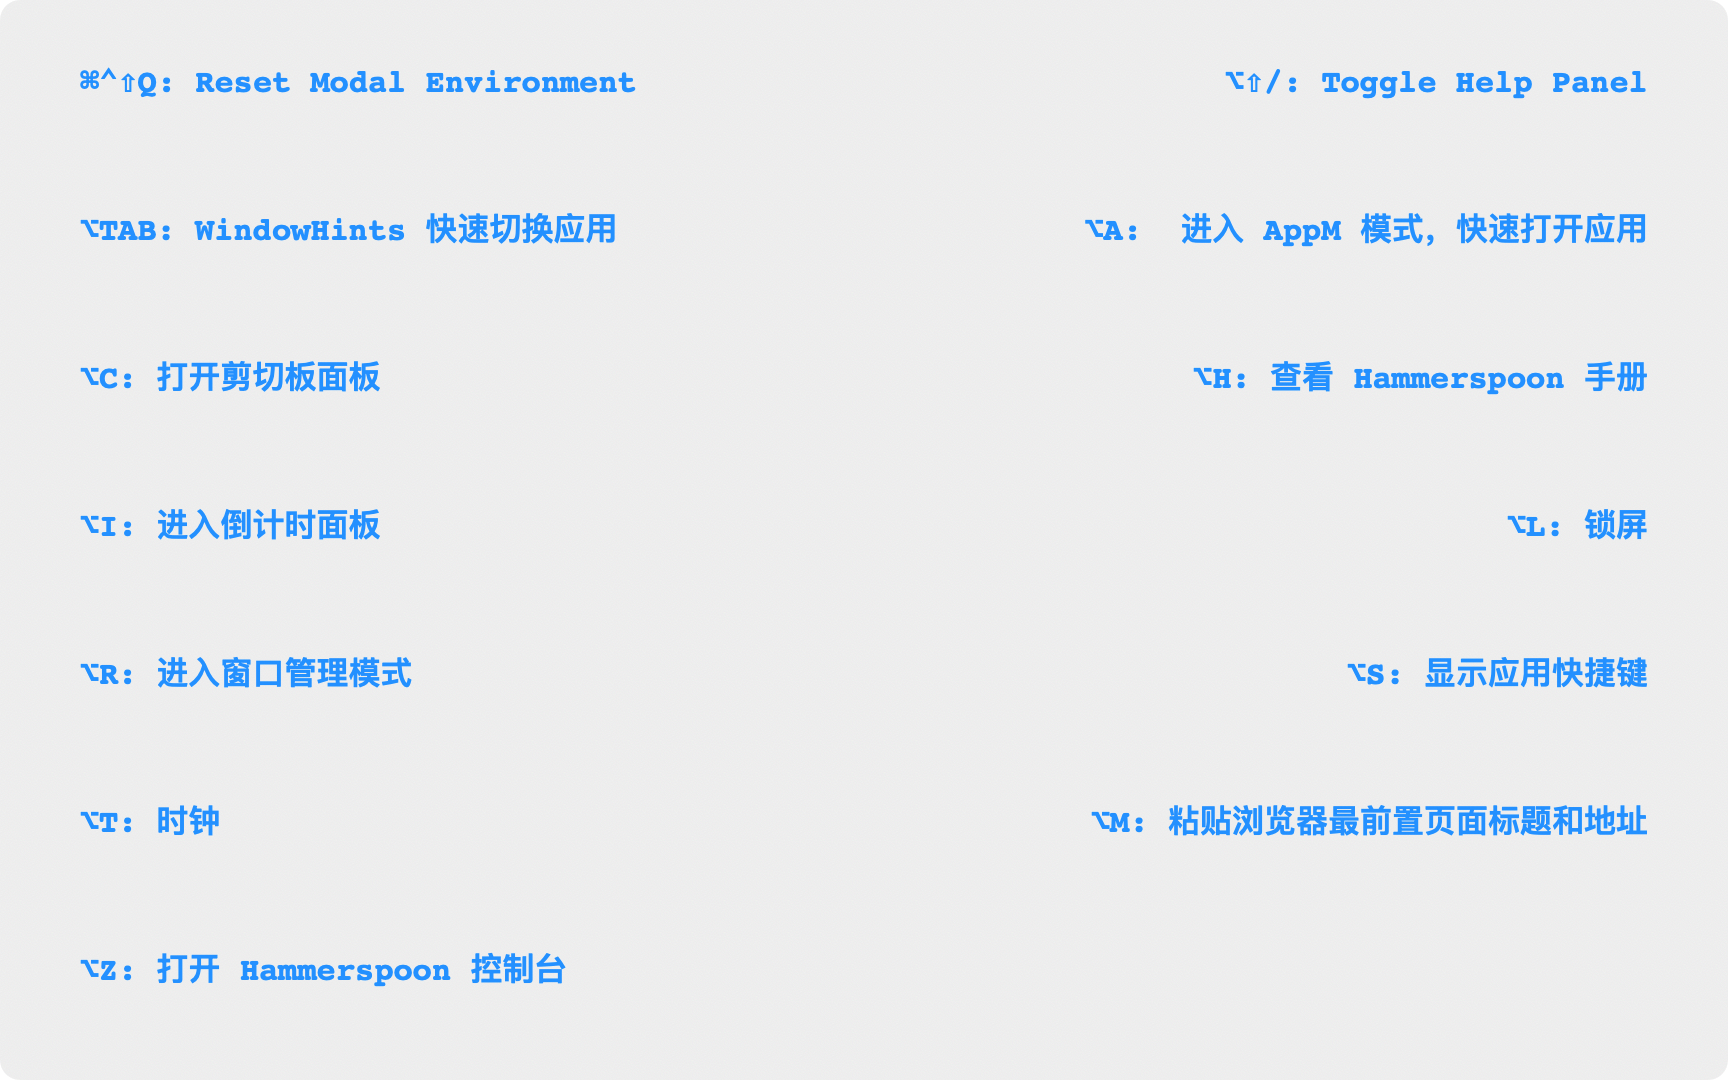 ⌘^⇧Q: Reset Modal Environment
⌥⇧/: Toggle Help Panel
⌥TAB: WindowHints 快速切换应用
⌥A: 进入 AppM 模式，快速打开应用
⌥C: 打开剪切板面板
⌥H: 查看 Hammerspoon 手册
⌥I: 进入倒计时面板
⌥L: 锁屏
⌥R: 进入窗口管理模式
⌥S: 显示应用快捷键
⌥T: 时钟
⌥M: 粘贴浏览器最前置页面标题和地址
⌥Z: 打开 Hammerspoon 控制台